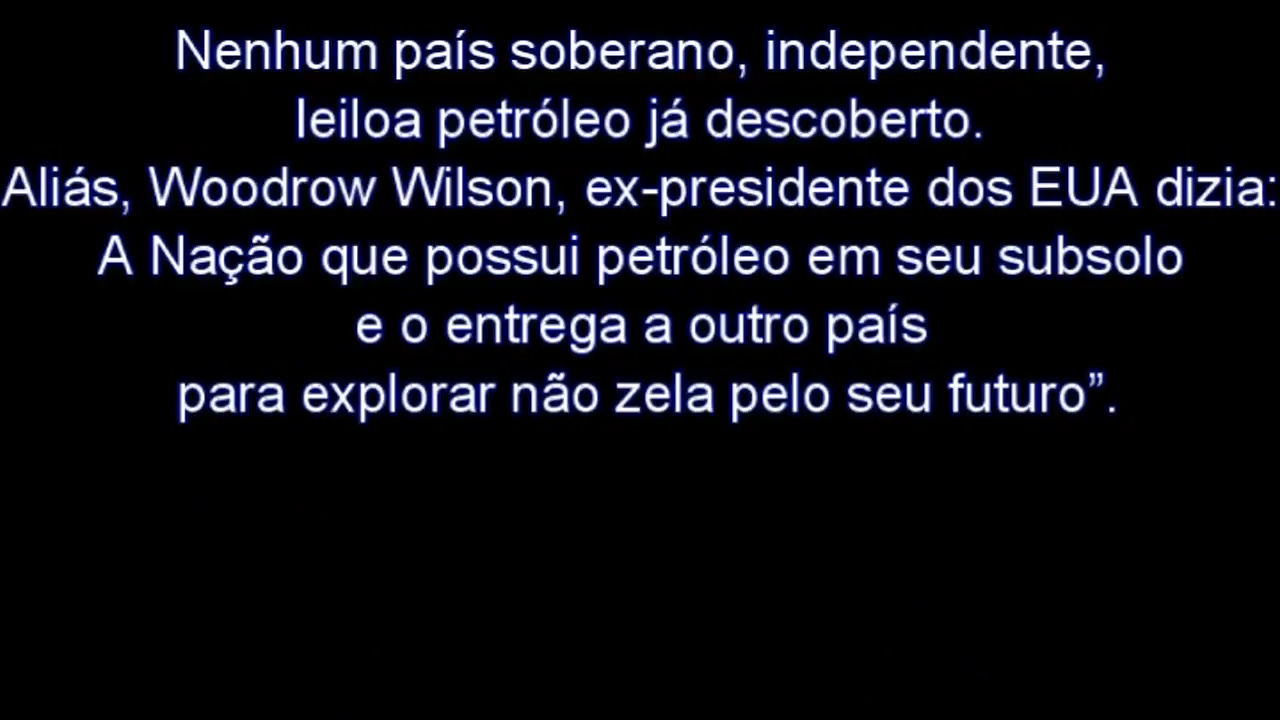 Nenhum país soberano, independente,
leiloa petróleo já descoberto.
Aliás, Woodrow Wilson, ex-presidente dos EUA dizia:
A Nação que possui petróleo em seu subsolo
e o entrega a outro país
para explorar não zela pelo seu futuro”.